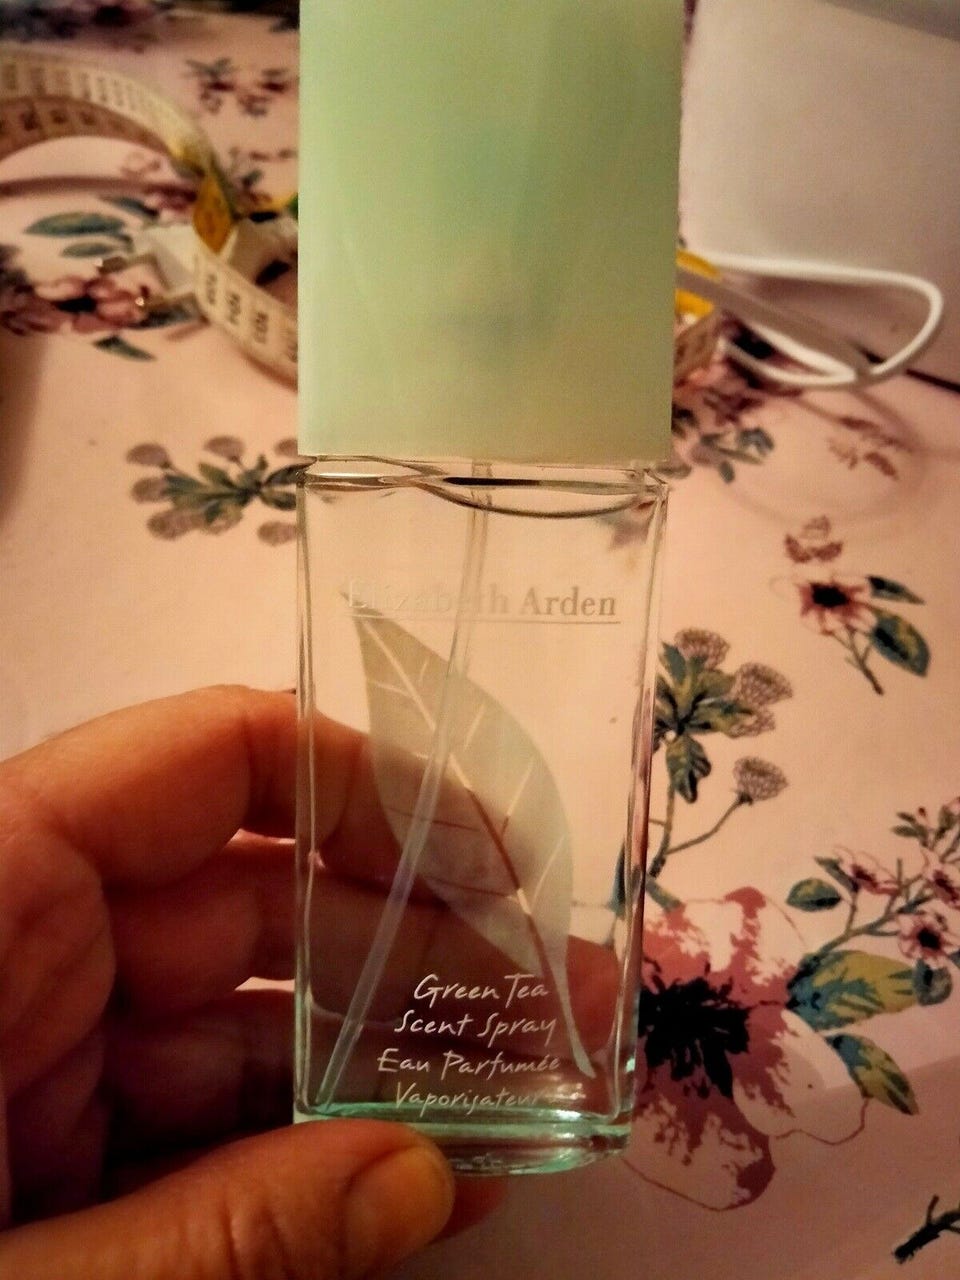 Elizabeth Arden
Green Tea
Scent Spray
Eau Parfumée
Vaporisateur